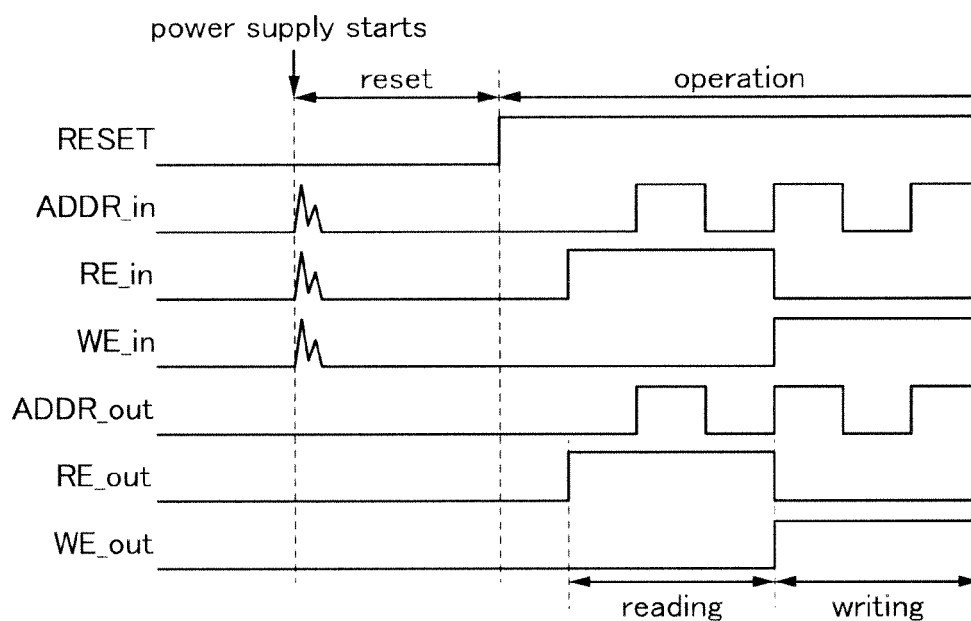 power supply starts
reset
operation
RESET
ADDR_in
RE_in
WE_in
ADDR_out
RE_out
WE_out
reading
writing